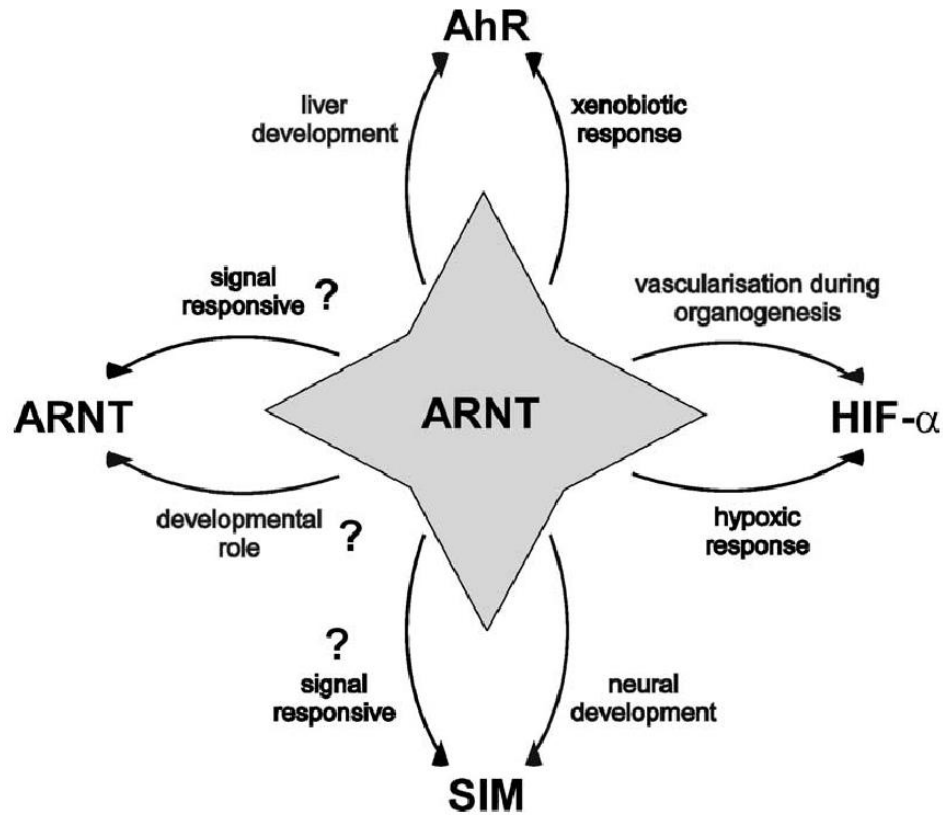 AhR
liver
development
xenobiotic
response
signal
responsive ?
vascularisation during
organogenesis
ARNT
ARNT
HIF-α
developmental
role ?
hypoxic
response
?
signal
responsive
neural
development
SIM